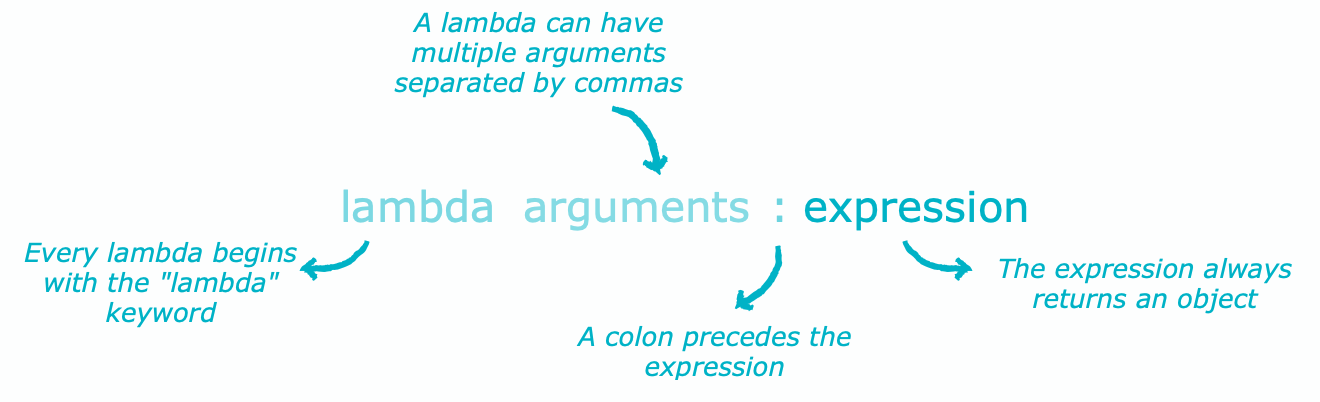 A lambda can have
multiple arguments
separated by commas
lambda arguments : expression
Every lambda begins
with the "lambda"
keyword
The expression always
returns an object
A colon precedes the
expression